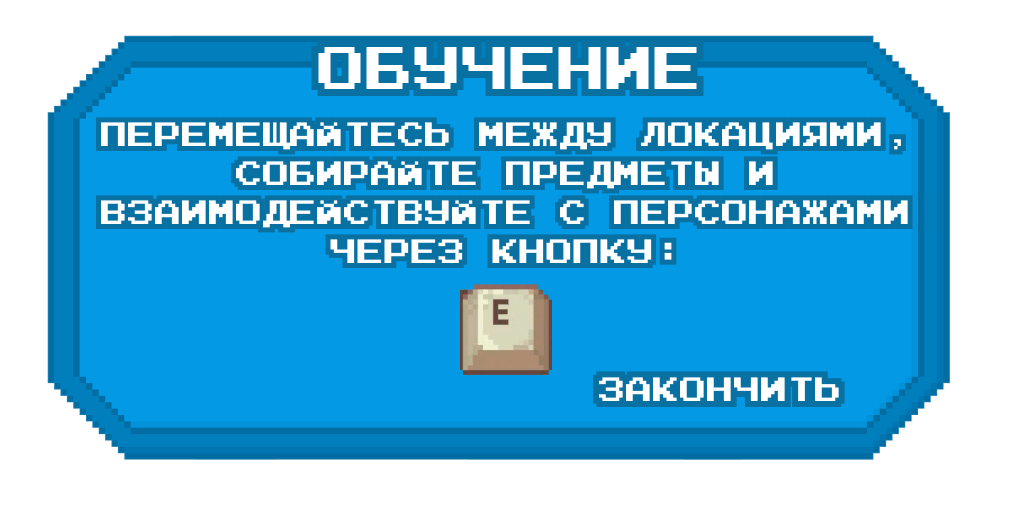 ОБУЧЕНИЕ
ПЕРЕМЕЩАЙТЕСЬ МЕЖДУ ЛОКАЦИЯМИ,
СОБИРАЙТЕ ПРЕДМЕТЫ И
ВЗАИМОДЕЙСТВУЙТЕ С ПЕРСОНАЖАМИ
ЧЕРЕЗ КНОПКУ:
E
ЗАКОНЧИТЬ